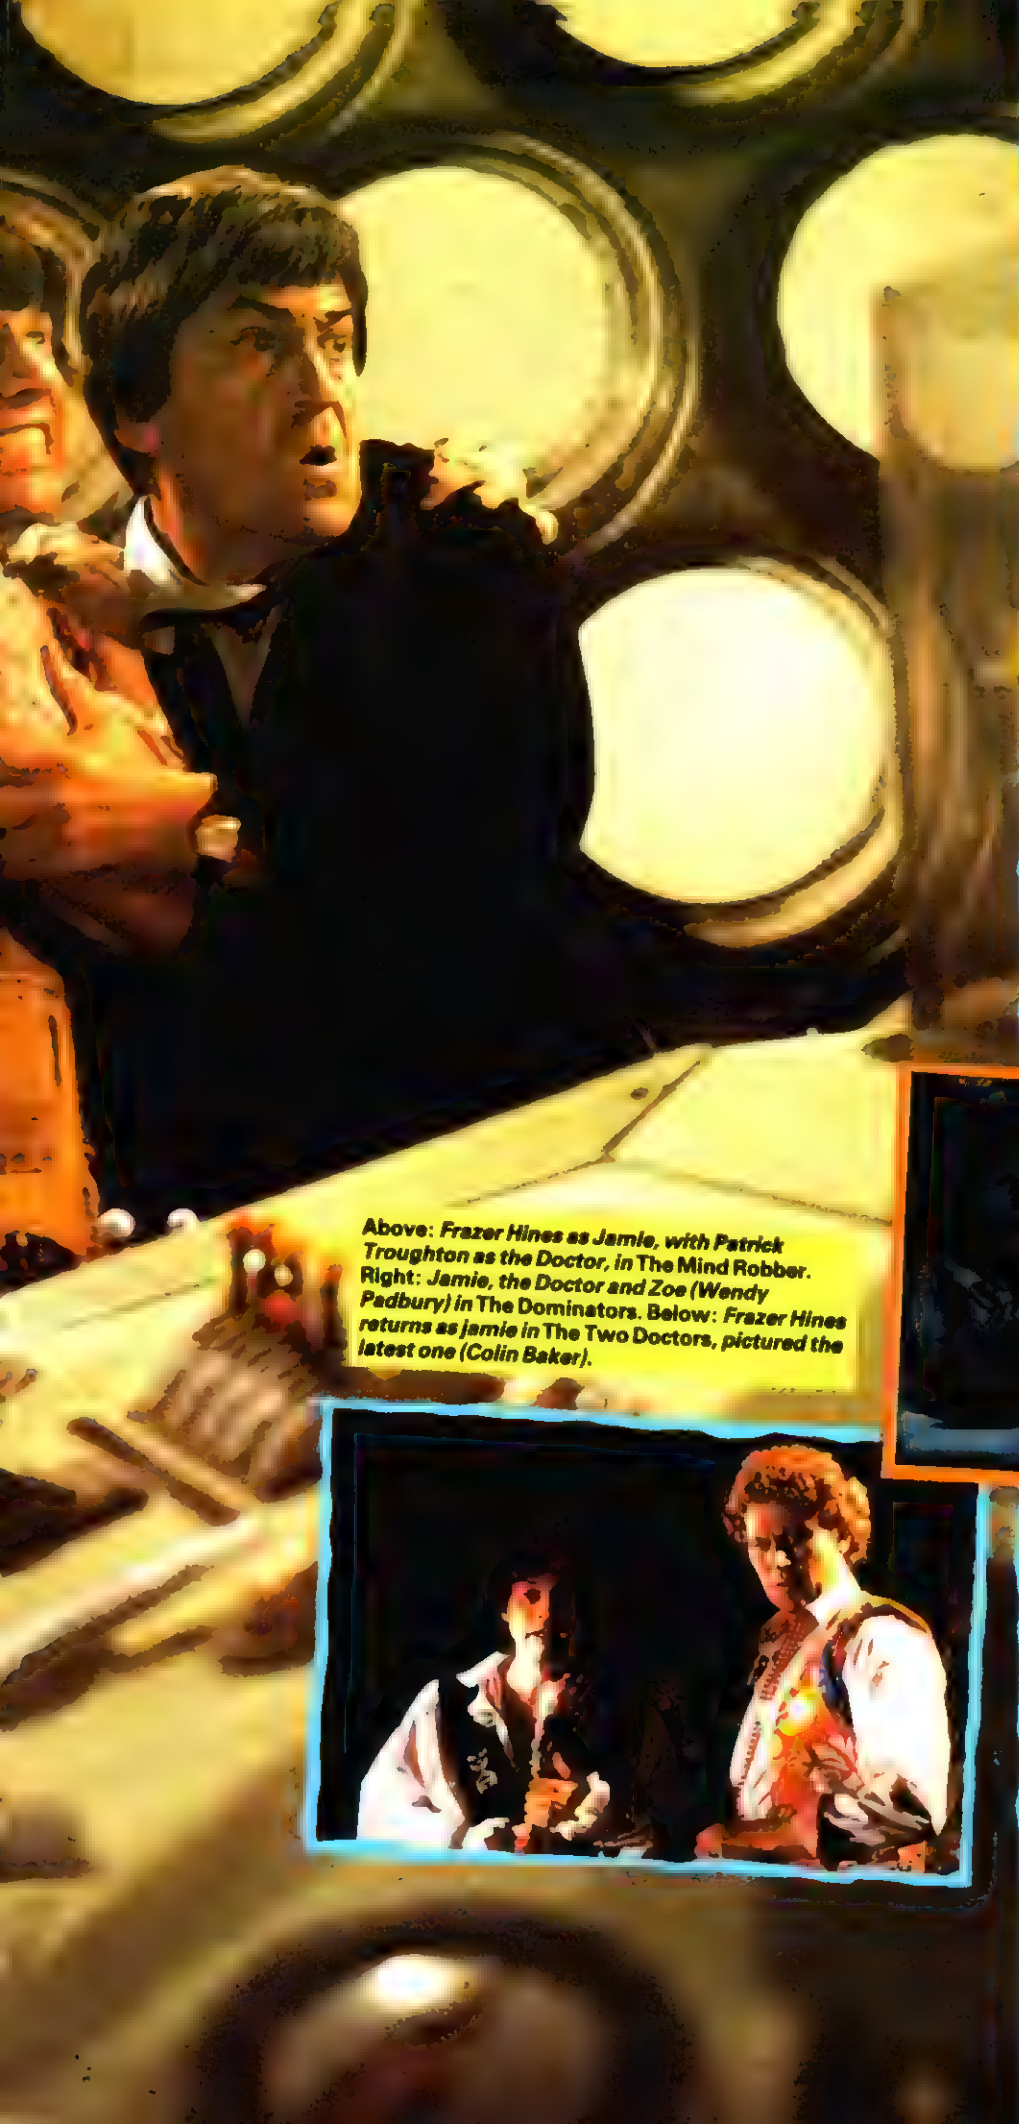 Above: Frazer Hines as Jamie, with Patrick
Troughton as the Doctor, in The Mind Robber.
Right: Jamie, the Doctor and Zoe (Wendy
Padbury) in The Dominators. Below: Frazer Hines
returns as jamie in The Two Doctors, pictured the
latest one (Colin Baker).